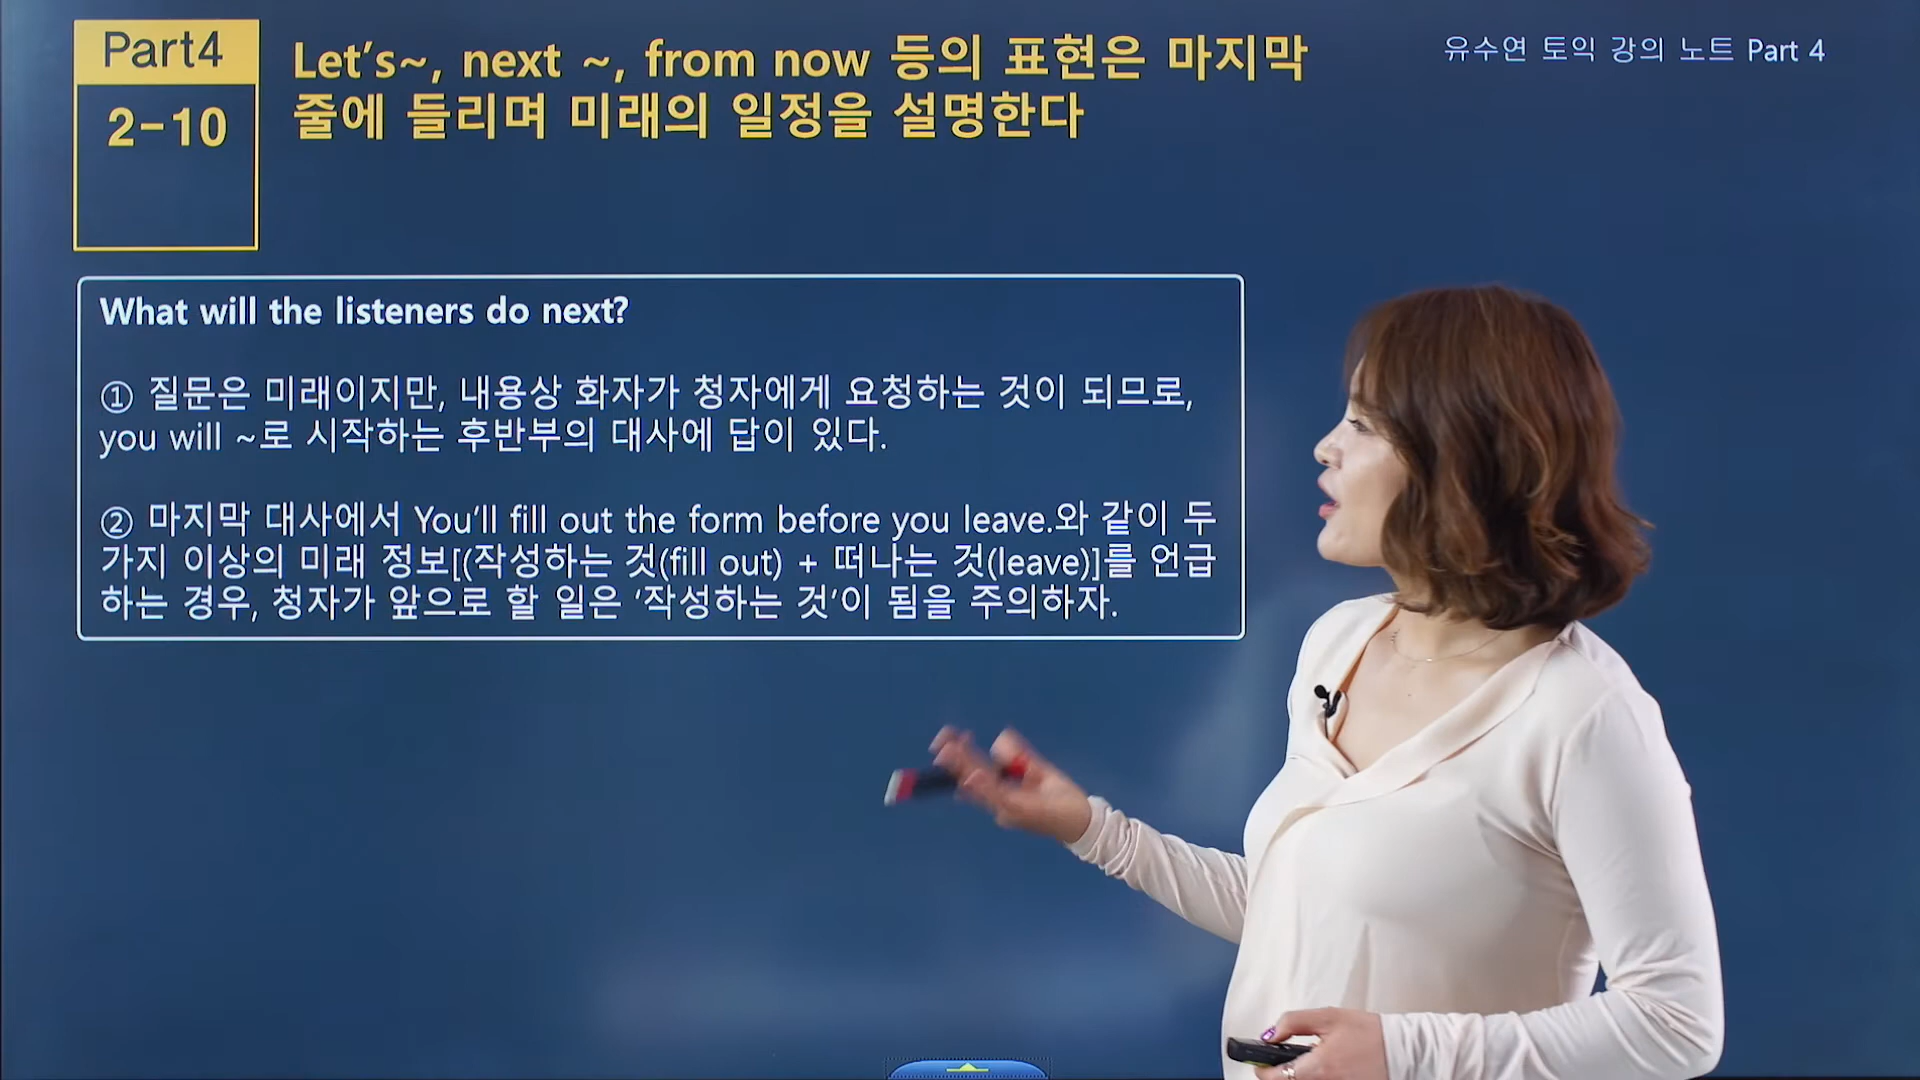 Part4
2-10
Let's~, next ~, from now 등의 표현은 마지막
줄에 들리며 미래의 일정을 설명한다
유수연 토익 강의 노트 Part 4
What will the listeners do next?
① 질문은 미래이지만, 내용상 화자가 청자에게 요청하는 것이 되므로,
you will ~로 시작하는 후반부의 대사에 답이 있다.
② 마지막 대사에서 You'll fill out the form before you leave.와 같이 두
가지 이상의 미래 정보[(작성하는 것(fill out) + 떠나는 것(leave)]를 언급
하는 경우, 청자가 앞으로 할 일은 '작성하는 것'이 됨을 주의하자.